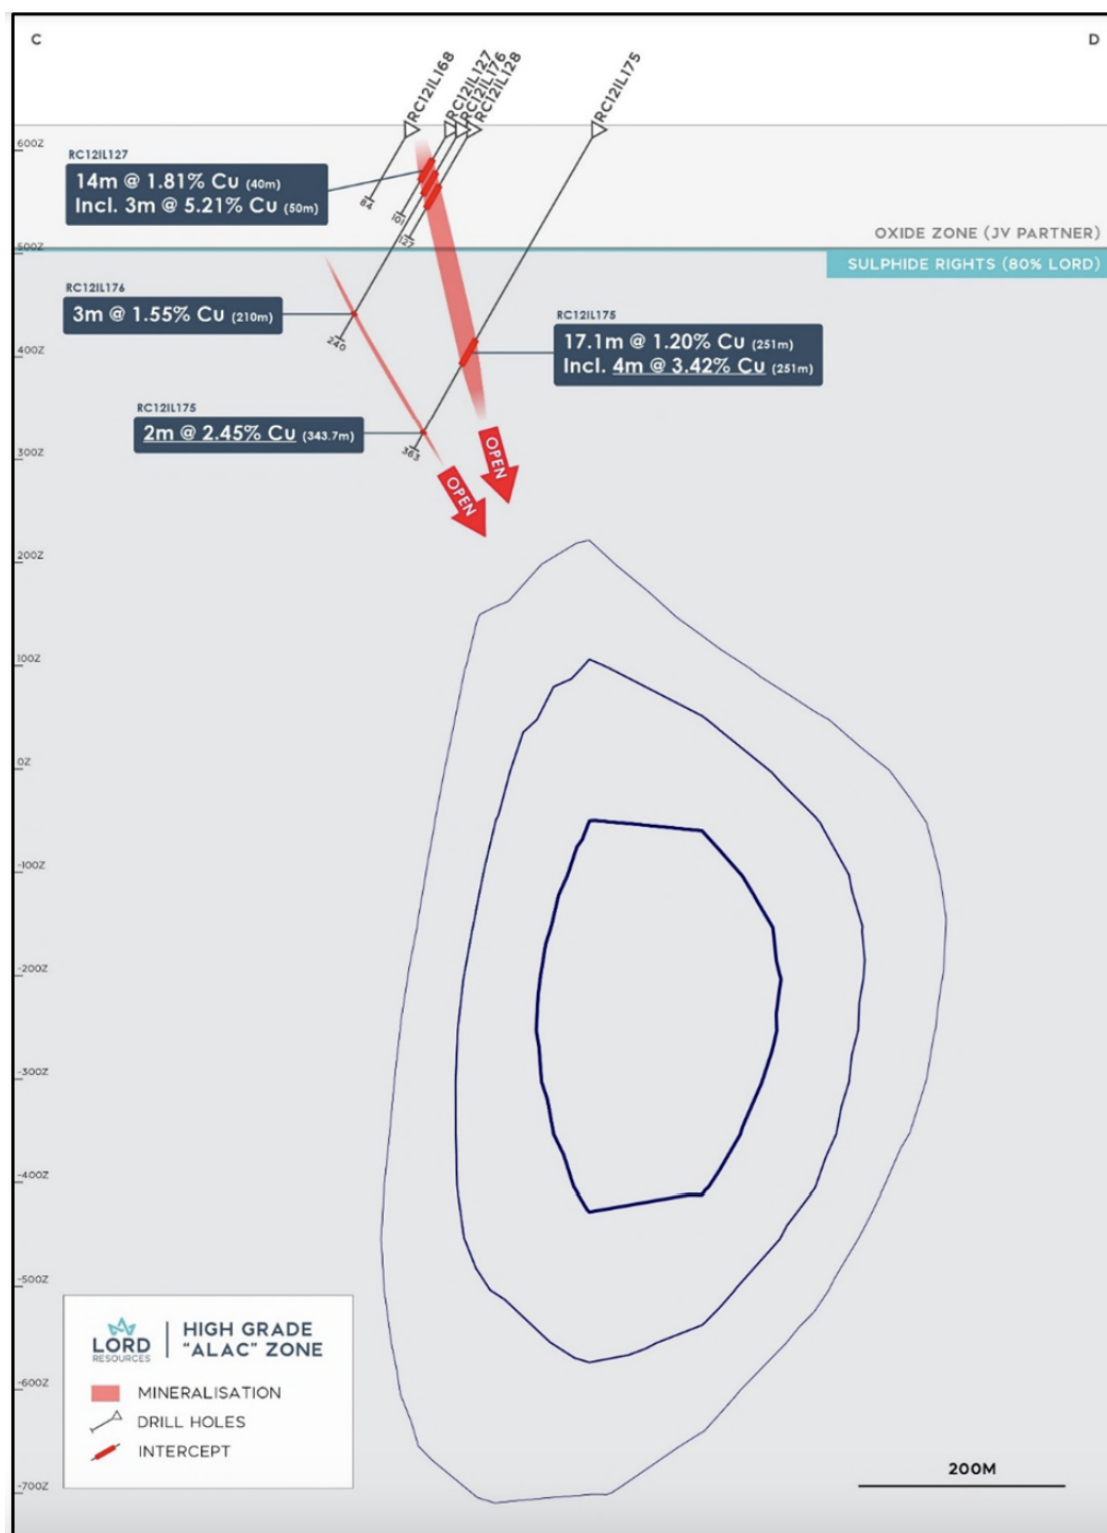 C
D
RC12IL168
RC12IL127
RC12IL176
RC12IL128
RC12IL175
600Z
RC12IL127
14m @ 1.81% Cu (40m)
Incl. 3m @ 5.21% Cu (50m)
84
101
127
OXIDE ZONE (JV PARTNER)
500Z
SULPHIDE RIGHTS (80% LORD)
RC12IL176
3m @ 1.55% Cu (210m)
240
RC12IL175
17.1m @ 1.20% Cu (251m)
Incl. 4m @ 3.42% Cu (251m)
400Z
RC12IL175
2m @ 2.45% Cu (343.7m)
363
300Z
OPEN
OPEN
200Z
100Z
0Z
-100Z
-200Z
-300Z
-400Z
-500Z
-600Z
-700Z
LORD
RESOURCES
HIGH GRADE
"ALAC" ZONE
MINERALISATION
DRILL HOLES
INTERCEPT
200M